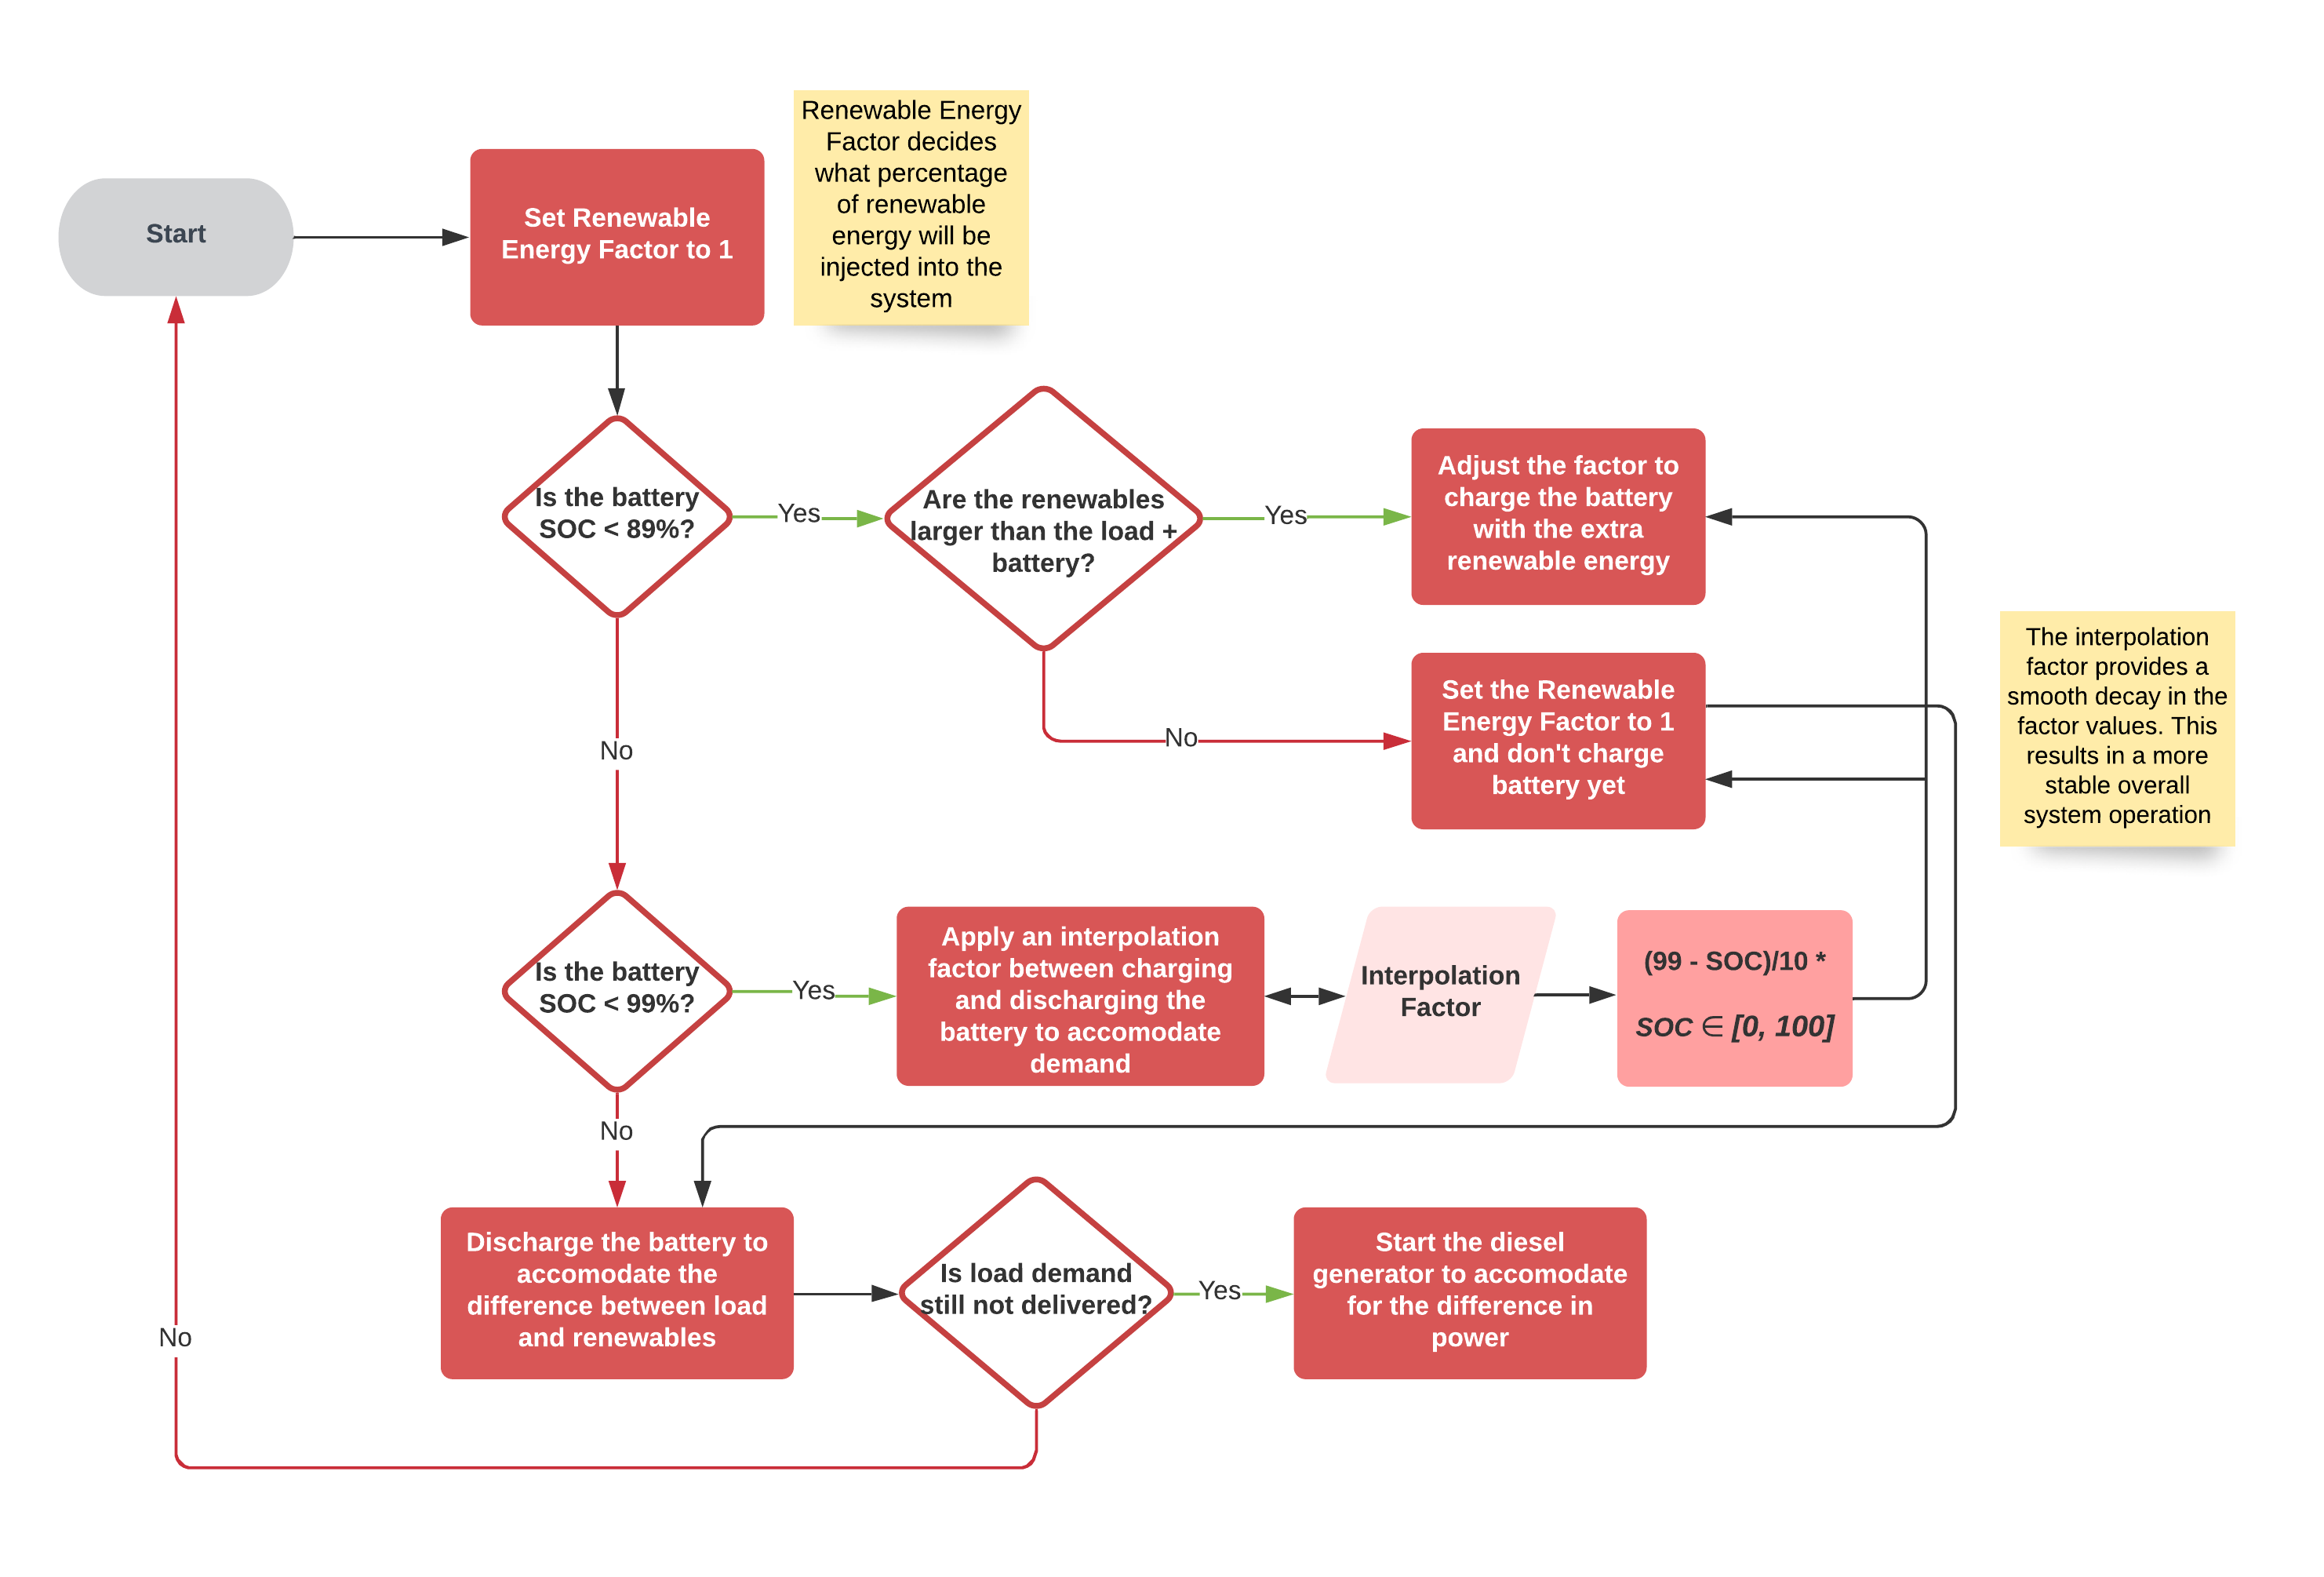 Renewable Energy
Factor decides
what percentage
of renewable
energy will be
injected into the
system
Start
Set Renewable
Energy Factor to 1
Is the battery
SOC < 89%?
Yes
Are the renewables
larger than the load +
battery?
Yes
Adjust the factor to
charge the battery
with the extra
renewable energy
No
Set the Renewable
Energy Factor to 1
and don't charge
battery yet
The interpolation
factor provides a
smooth decay in the
factor values. This
results in a more
stable overall
system operation
No
Is the battery
SOC < 99%?
Yes
Apply an interpolation
factor between charging
and discharging the
battery to accomodate
demand
Interpolation
Factor
(99 - SOC)/10 *
SOC ∈ [0, 100]
No
Discharge the battery to
accomodate the
difference between load
and renewables
Is load demand
still not delivered?
Yes
Start the diesel
generator to accomodate
for the difference in
power
No